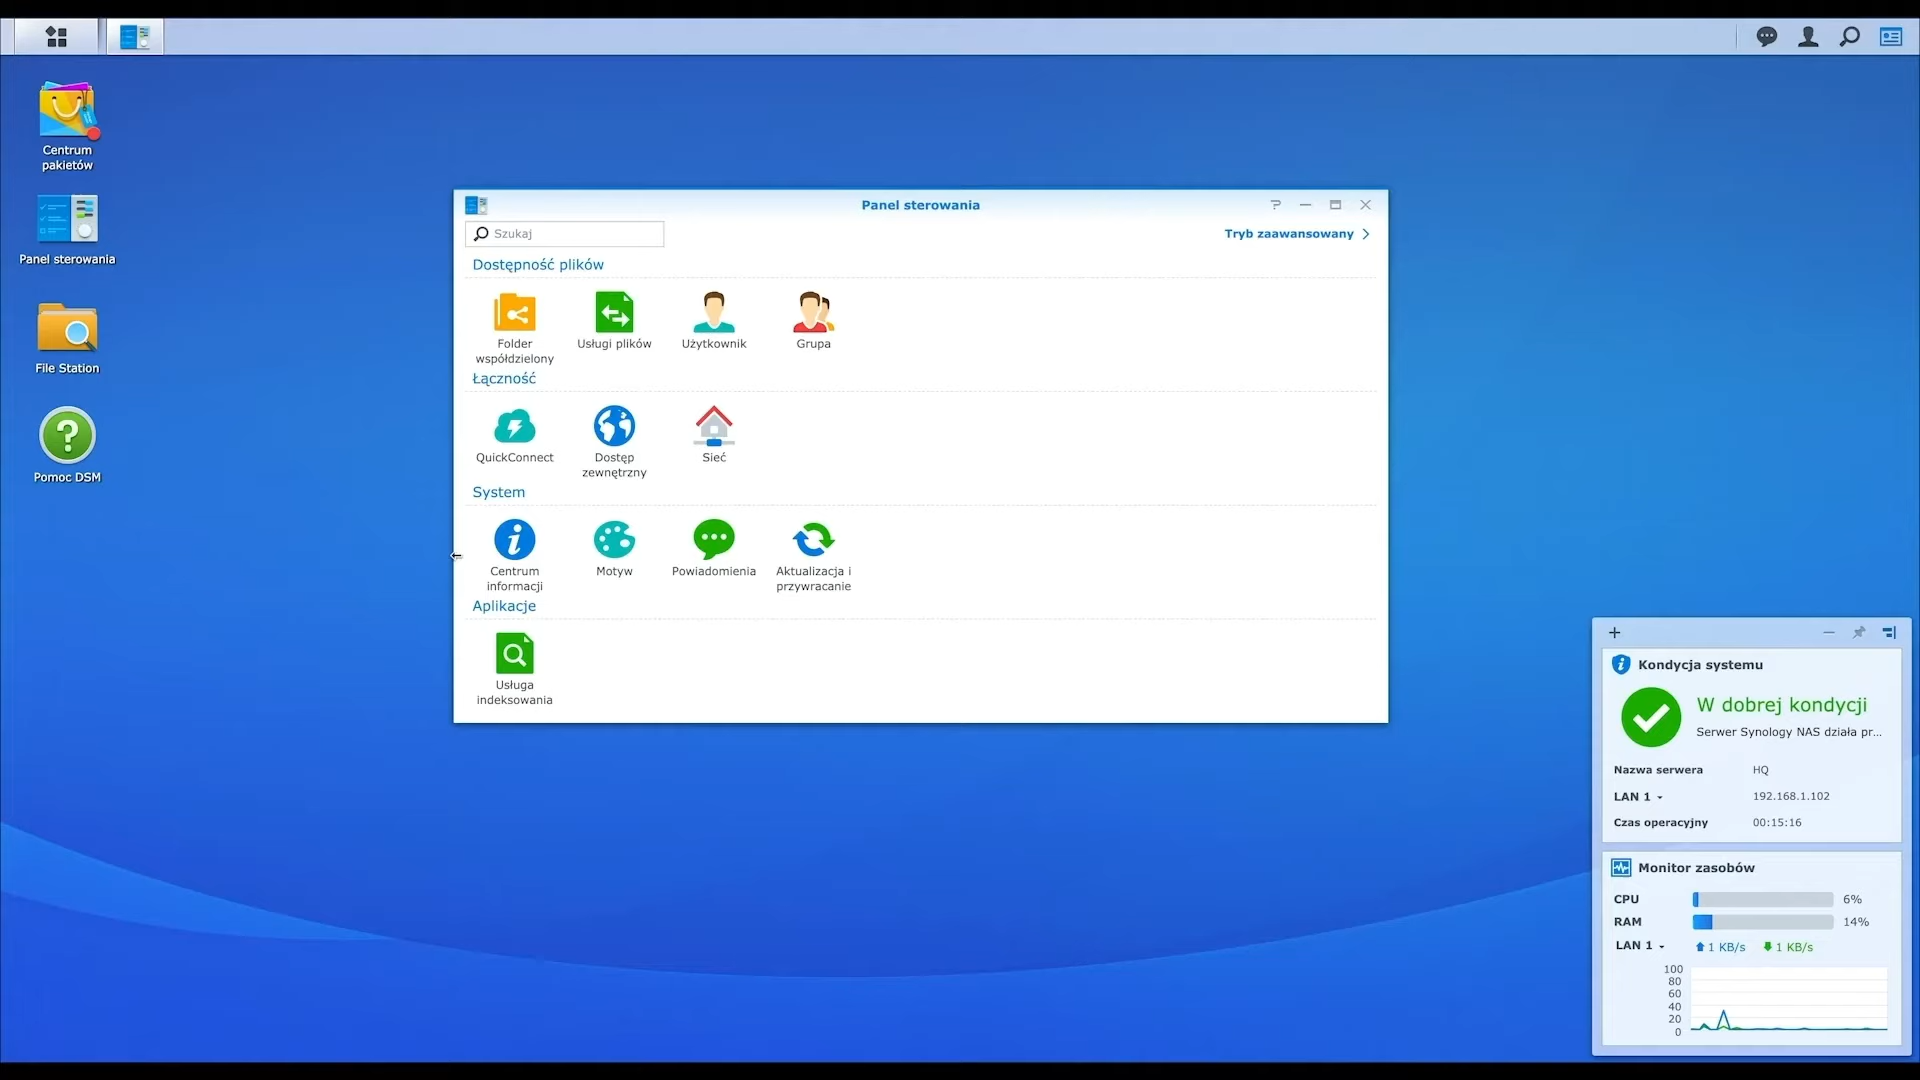 Centrum
pakietów
Panel sterowania
File Station
Pomoc DSM
Panel sterowania
Szukaj
Tryb zaawansowany
Dostępność plików
Folder
współdzielony
Usługi plików
Użytkownik
Grupa
Łączność
QuickConnect
Dostęp
zewnętrzny
Sieć
System
Centrum
informacji
Motyw
Powiadomienia
Aktualizacja i
przywracanie
Aplikacje
Usługa
indeksowania
Kondycja systemu
W dobrej kondycji
Serwer Synology NAS działa pr...
Nazwa serwera HQ
LAN 1 192.168.1.102
Czas operacyjny 00:15:16
Monitor zasobów
CPU 6%
RAM 14%
LAN 1 1 KB/s 1 KB/s
100
80
60
40
20
0